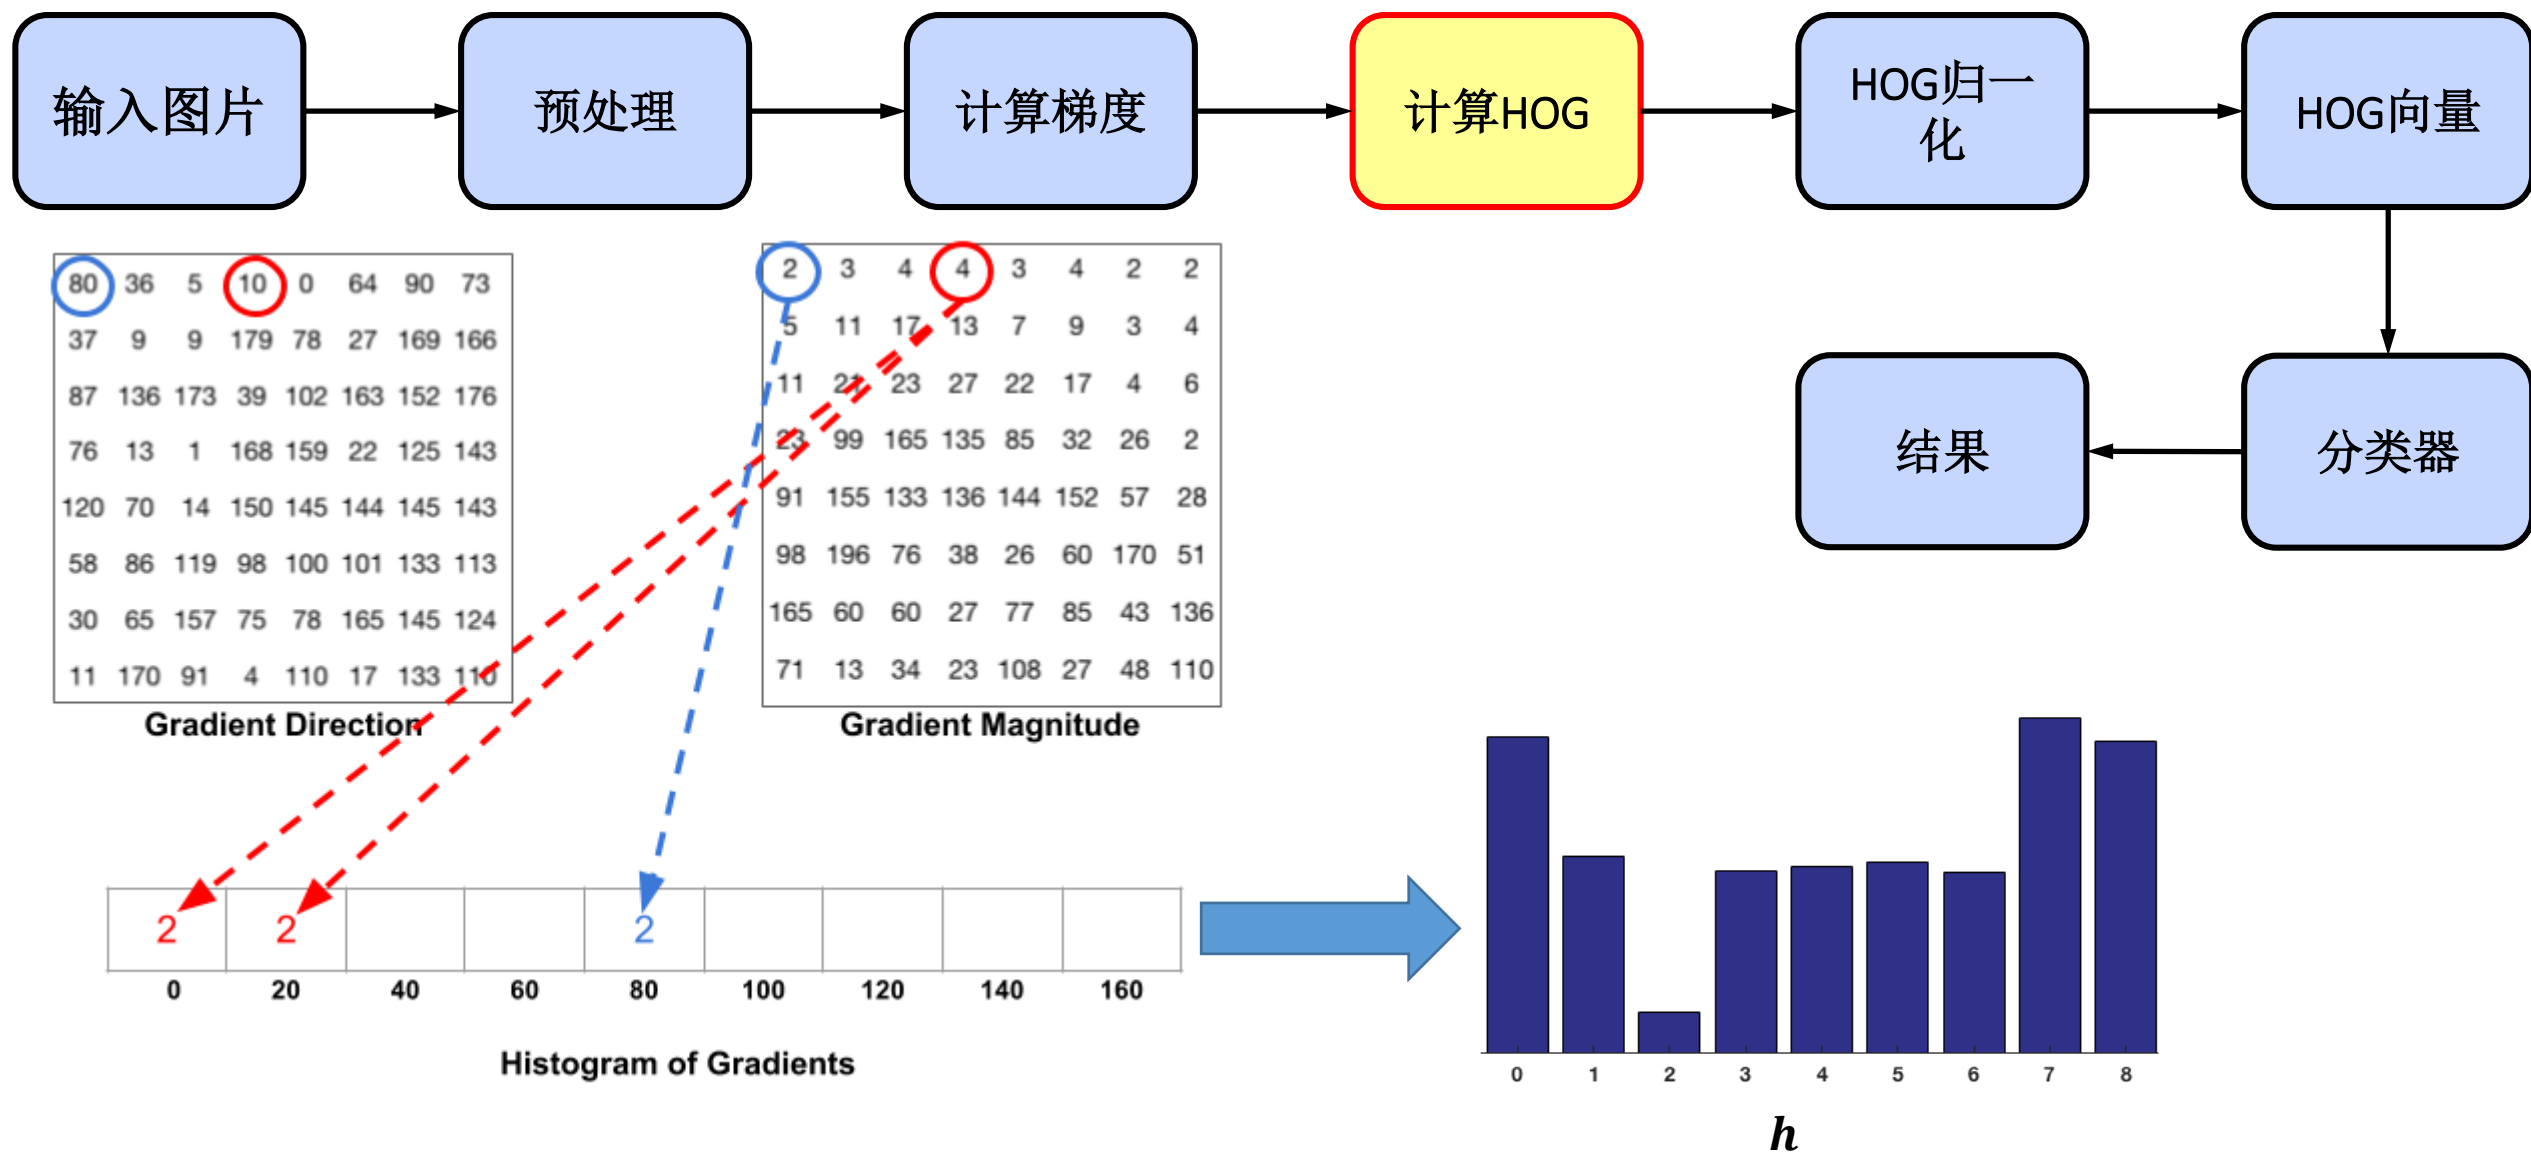 输入图片
预处理
计算梯度
计算HOG
HOG归一
化
HOG向量
分类器
结果
80 36 5 10 0 64 90 73
37 9 9 179 78 27 169 166
87 136 173 39 102 163 152 176
76 13 1 168 159 22 125 143
120 70 14 150 145 144 145 143
58 86 119 98 100 101 133 113
30 65 157 75 78 165 145 124
11 170 91 4 110 17 133 110
Gradient Direction
2 3 4 4 3 4 2 2
5 11 17 13 7 9 3 4
11 21 23 27 22 17 4 6
23 99 165 135 85 32 26 2
91 155 133 136 144 152 57 28
98 196 76 38 26 60 170 51
165 60 60 27 77 85 43 136
71 13 34 23 108 27 48 110
Gradient Magnitude
2 2 2
0 20 40 60 80 100 120 140 160
Histogram of Gradients
0 1 2 3 4 5 6 7 8
h